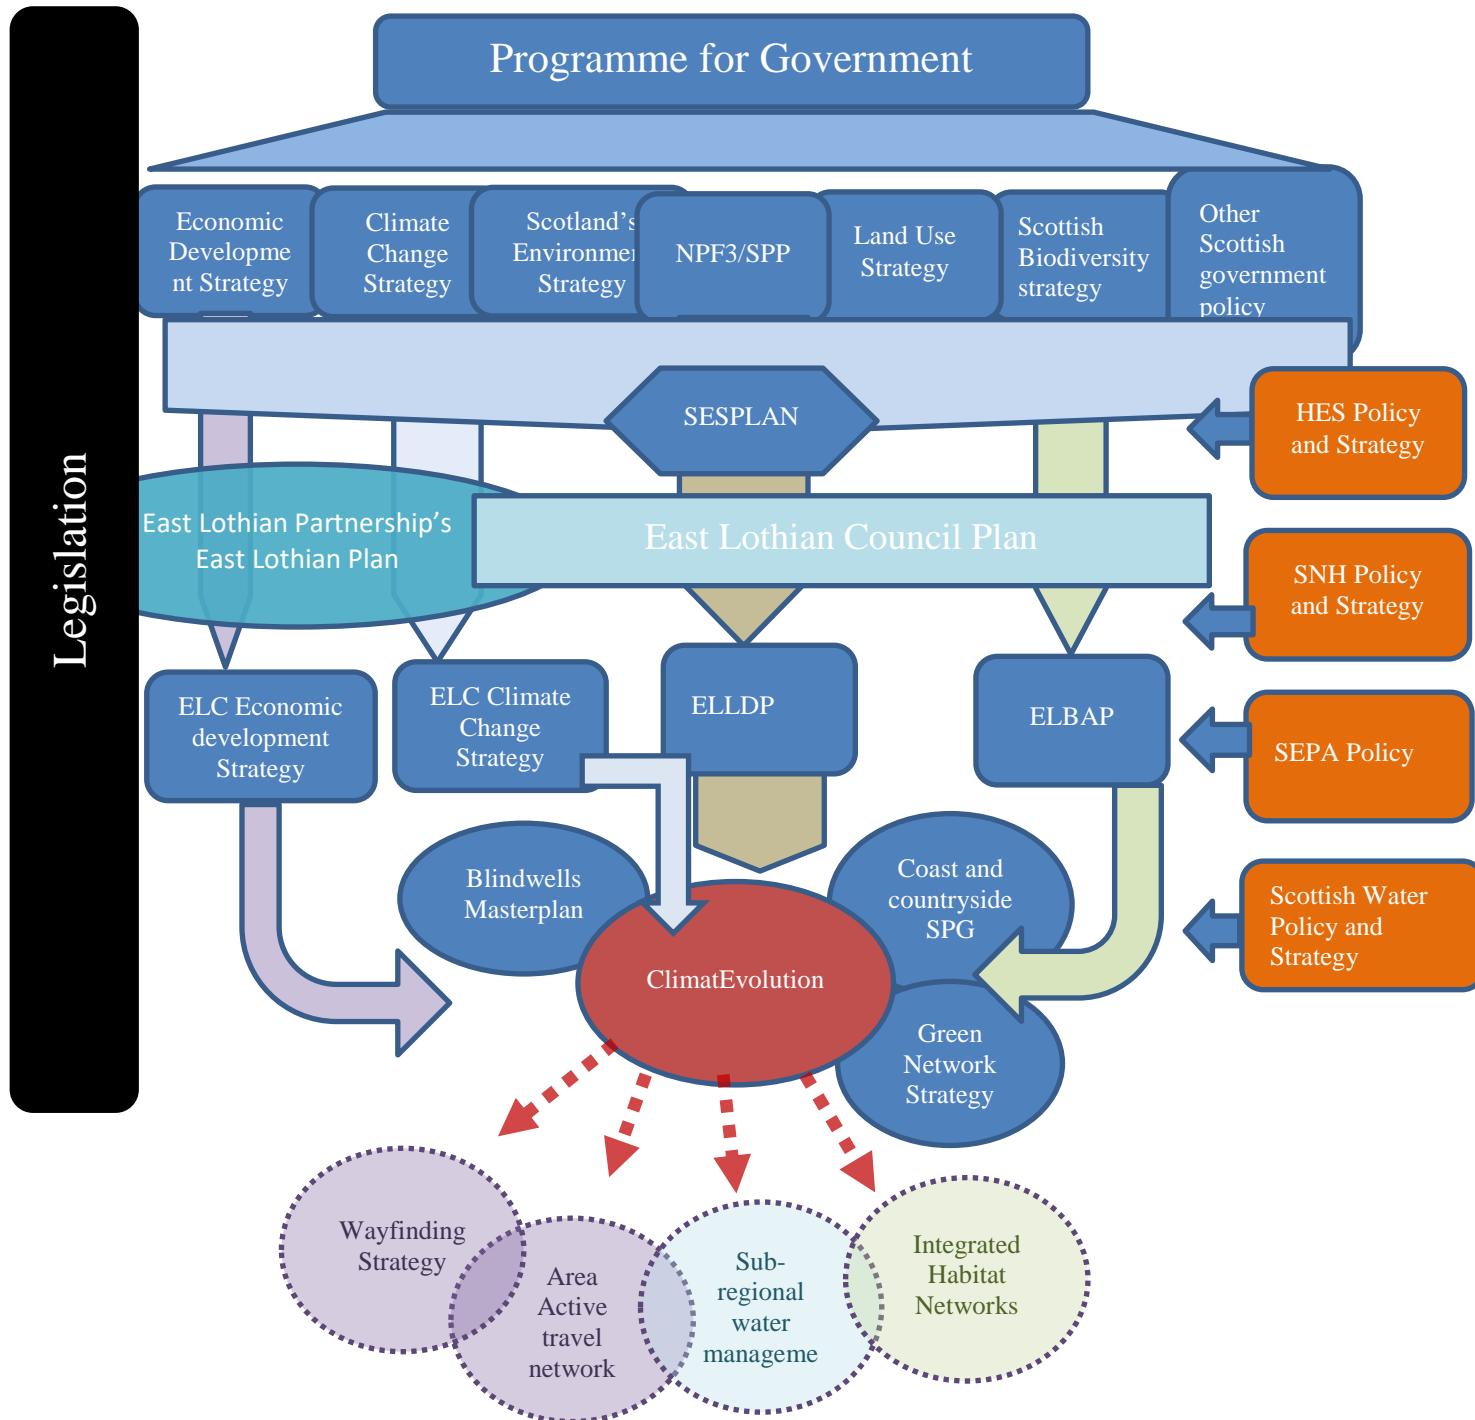 Programme for Government
Legislation
Economic
Developme
nt Strategy
Climate
Change
Strategy
Scotland's
Environmen
Strategy
NPF3/SPP
Land Use
Strategy
Scottish
Biodiversity
strategy
Other
Scottish
government
policy
SESPLAN
HES Policy
and Strategy
East Lothian Partnership's
East Lothian Plan
East Lothian Council Plan
SNH Policy
and Strategy
ELC Economic
development
Strategy
ELC Climate
Change
Strategy
ELLDP
ELBAP
SEPA Policy
Blindwells
Masterplan
Coast and
countryside
SPG
Scottish Water
Policy and
Strategy
ClimatEvolution
Green
Network
Strategy
Wayfinding
Strategy
Area
Active
travel
network
Sub-
regional
water
manageme
Integrated
Habitat
Networks